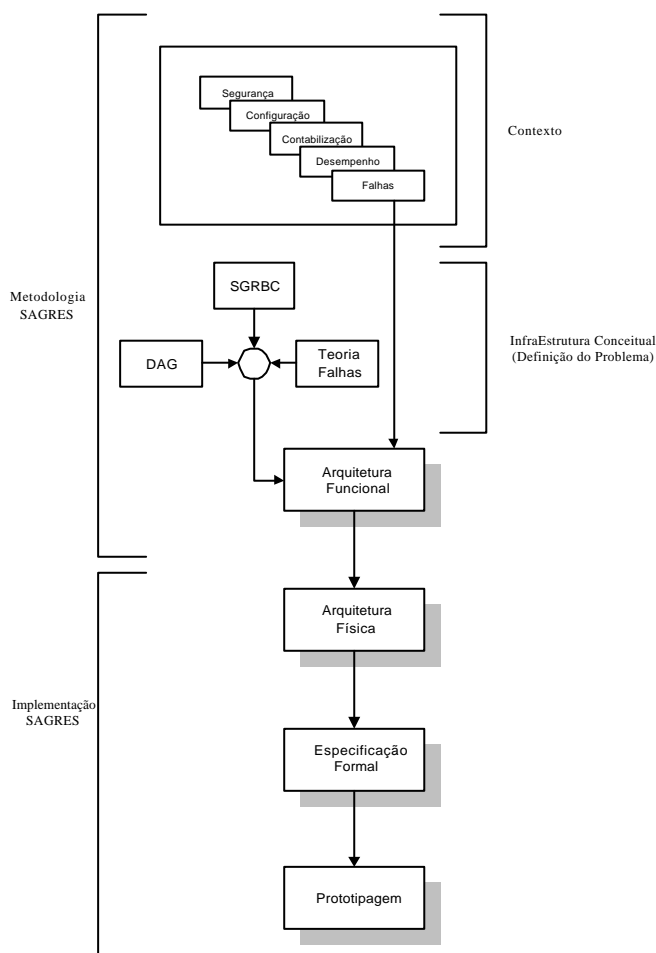 Segurança
Configuração
Contabilização
Desempenho
Falhas
Contexto
SGRBC
DAG
Teoria
Falhas
Metodologia
SAGRES
InfraEstrutura Conceitual
(Definição do Problema)
Arquitetura
Funcional
Arquitetura
Física
Implementação
SAGRES
Especificação
Formal
Prototipagem